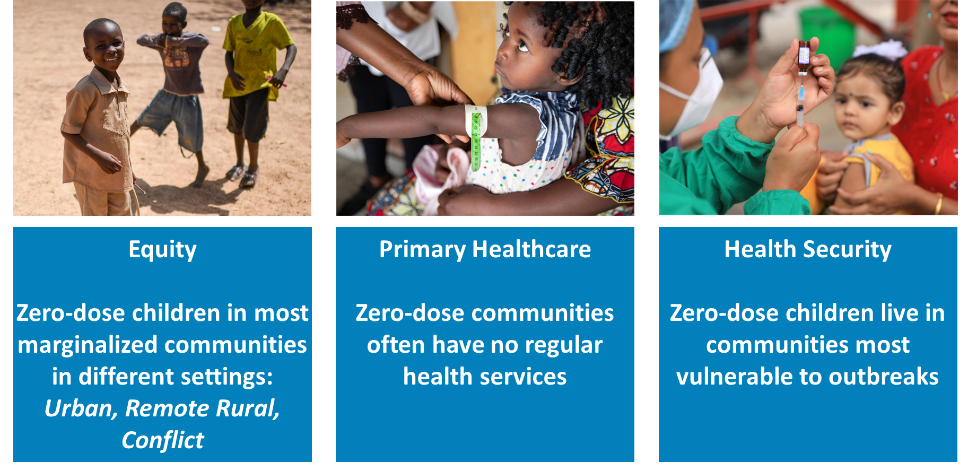 Equity
Zero-dose children in most
marginalized communities
in different settings:
Urban, Remote Rural,
Conflict
Primary Healthcare
Zero-dose communities
often have no regular
health services
Health Security
Zero-dose children live in
communities most
vulnerable to outbreaks